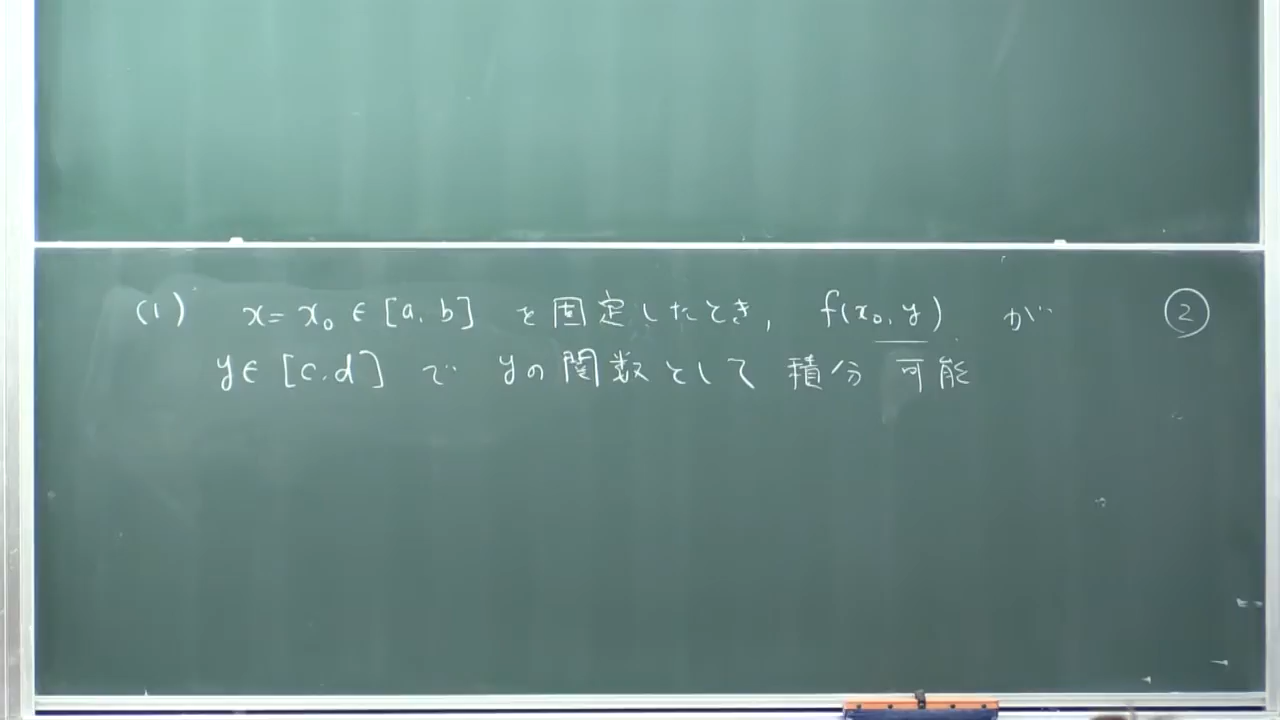 (1) x = x₀ ∈ [a, b] を固定したとき, f(x₀, y) が ②
y ∈ [c, d] で yの関数として 積分可能